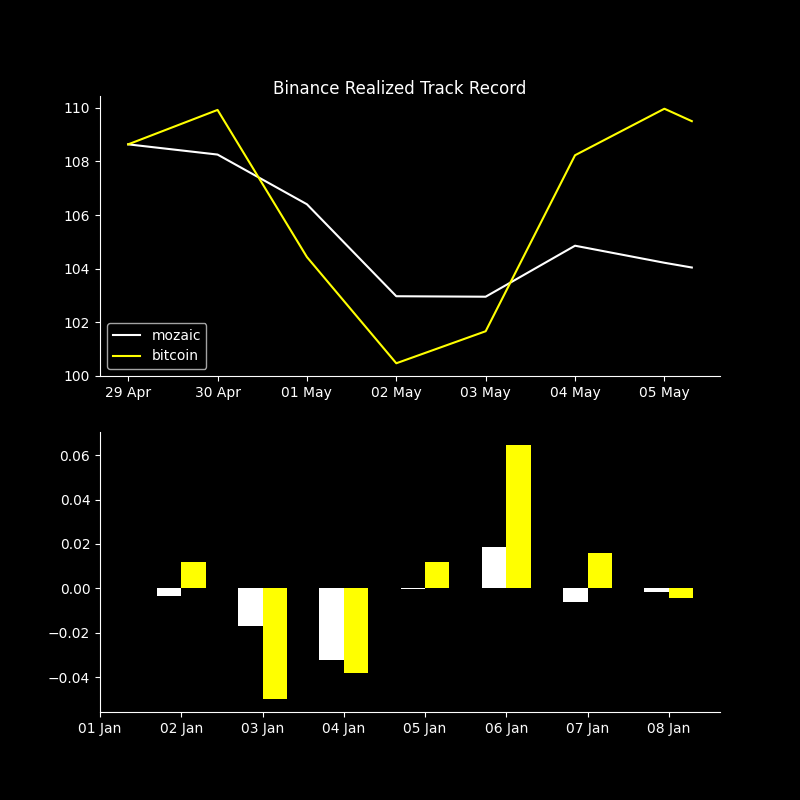 Binance Realized Track Record
110
108
106
104
102
100
mozaic
bitcoin
29 Apr 30 Apr 01 May 02 May 03 May 04 May 05 May
0.06
0.04
0.02
0.00
−0.02
−0.04
01 Jan 02 Jan 03 Jan 04 Jan 05 Jan 06 Jan 07 Jan 08 Jan